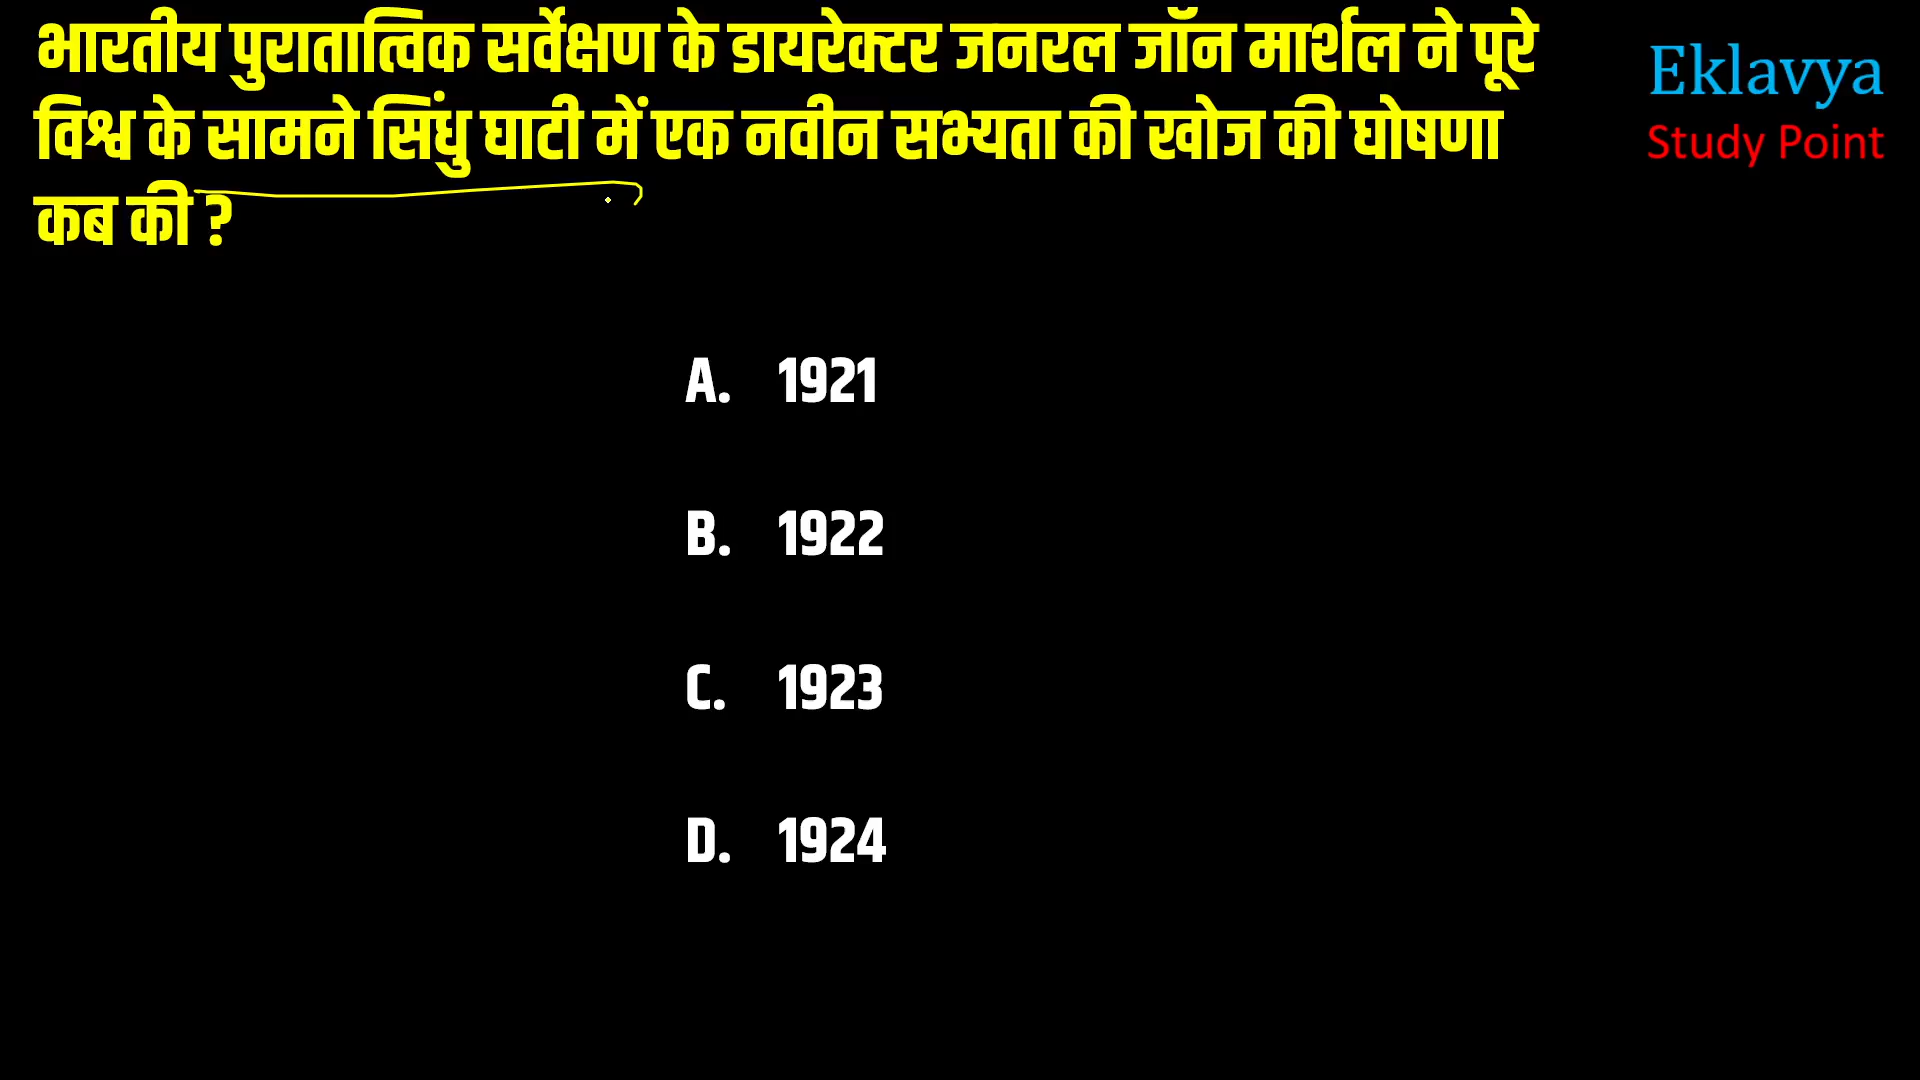 भारतीय पुरातात्विक सर्वेक्षण के डायरेक्टर जनरल जॉन मार्शल ने पूरे
विश्व के सामने सिंधु घाटी में एक नवीन सभ्यता की खोज की घोषणा
कब की ?
Eklavya
Study Point
A. 1921
B. 1922
C. 1923
D. 1924